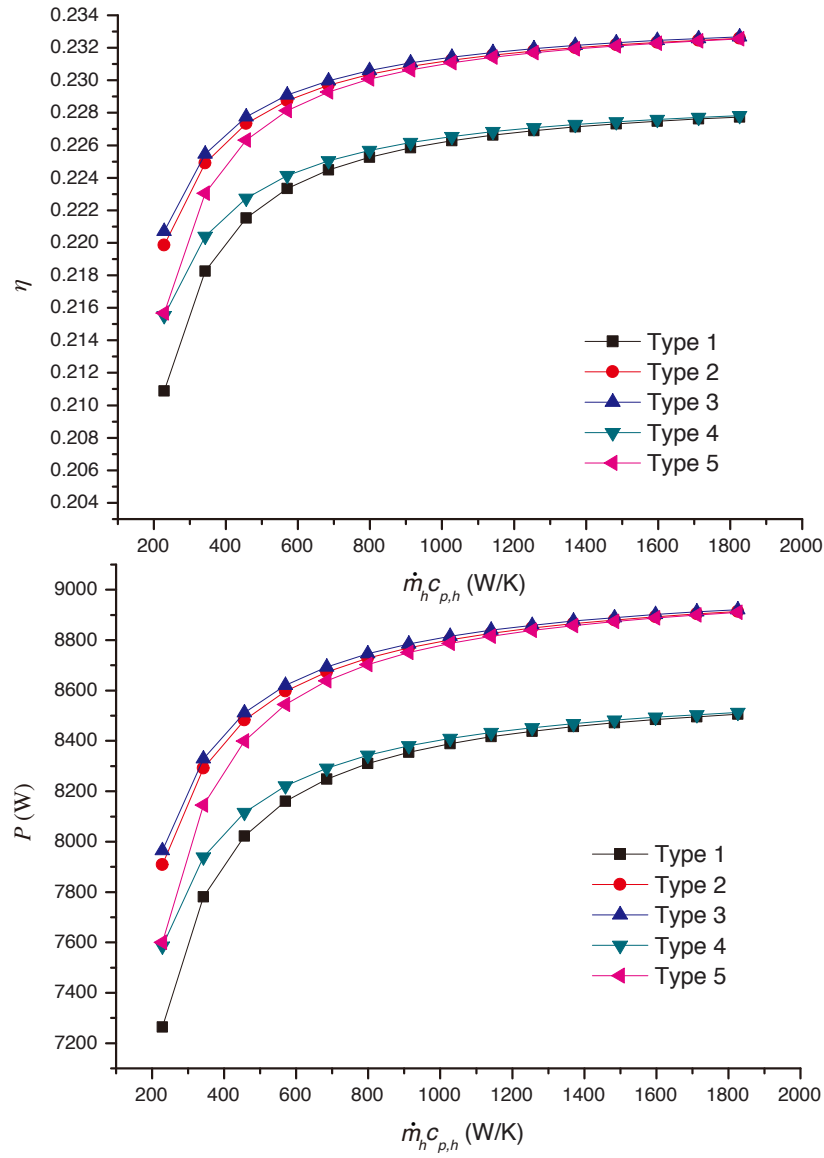 0.234
0.232
0.230
0.228
0.226
0.224
0.222
0.220
0.218
0.216
0.214
0.212
0.210
0.208
0.206
0.204
η
Type 1
Type 2
Type 3
Type 4
Type 5
200 400 600 800 1000 1200 1400 1600 1800 2000
ṁ_h c_{p,h} (W/K)
9000
8800
8600
8400
8200
8000
7800
7600
7400
7200
P (W)
Type 1
Type 2
Type 3
Type 4
Type 5
200 400 600 800 1000 1200 1400 1600 1800 2000
ṁ_h c_{p,h} (W/K)